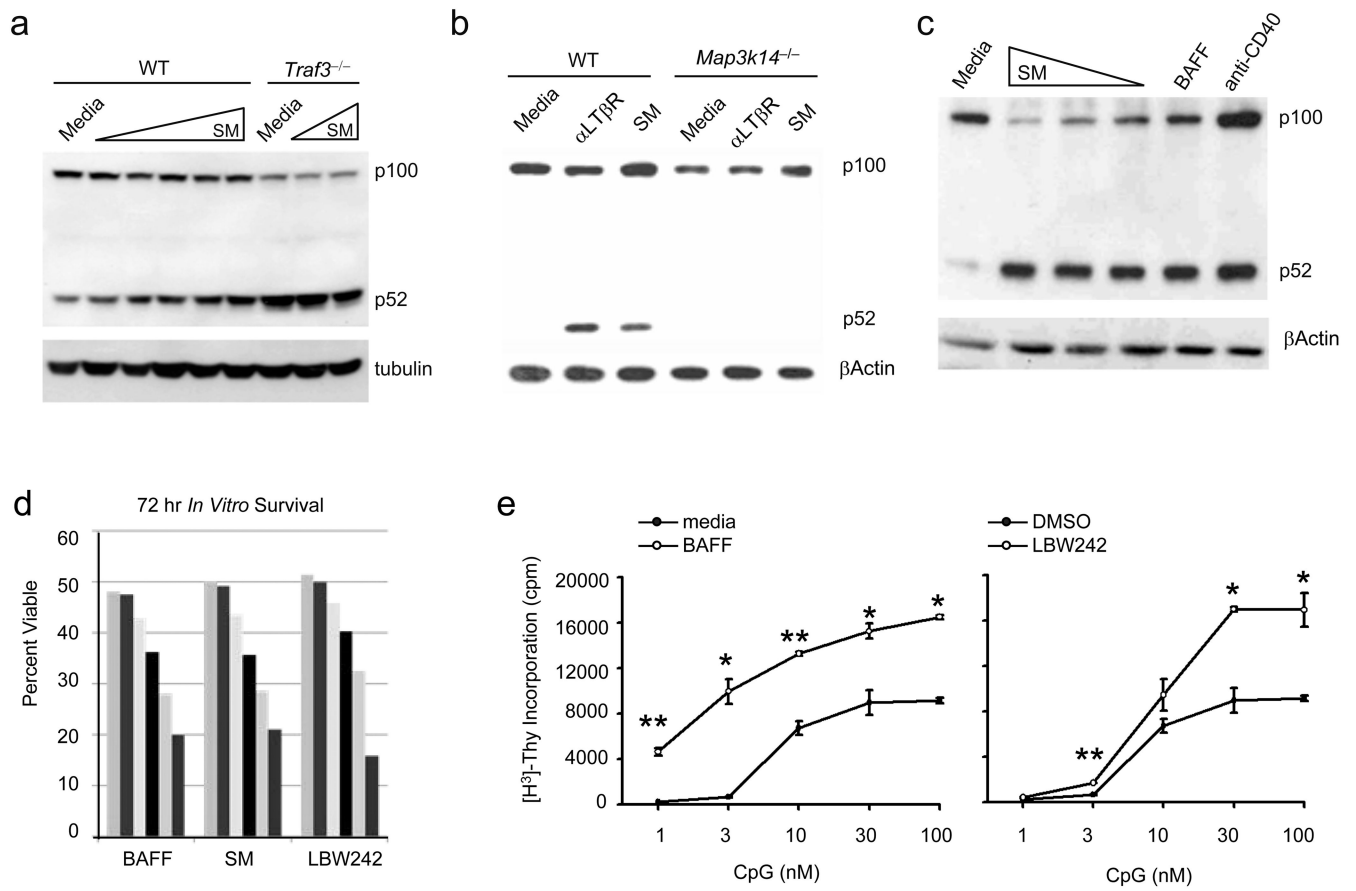 a
WT
Traf3–/–
Media
SM
Media
SM
p100
p52
tubulin
b
WT
Map3k14–/–
Media
αLTβR
SM
Media
αLTβR
SM
p100
p52
βActin
c
Media
SM
BAFF
anti-CD40
p100
p52
βActin
d
72 hr In Vitro Survival
Percent Viable
60
50
40
30
20
10
0
BAFF SM LBW242
e
media
BAFF
[H3]-Thy Incorporation (cpm)
20000
16000
12000
8000
4000
0
** * ** * *
1 3 10 30 100
CpG (nM)
DMSO
LBW242
** * *
1 3 10 30 100
CpG (nM)